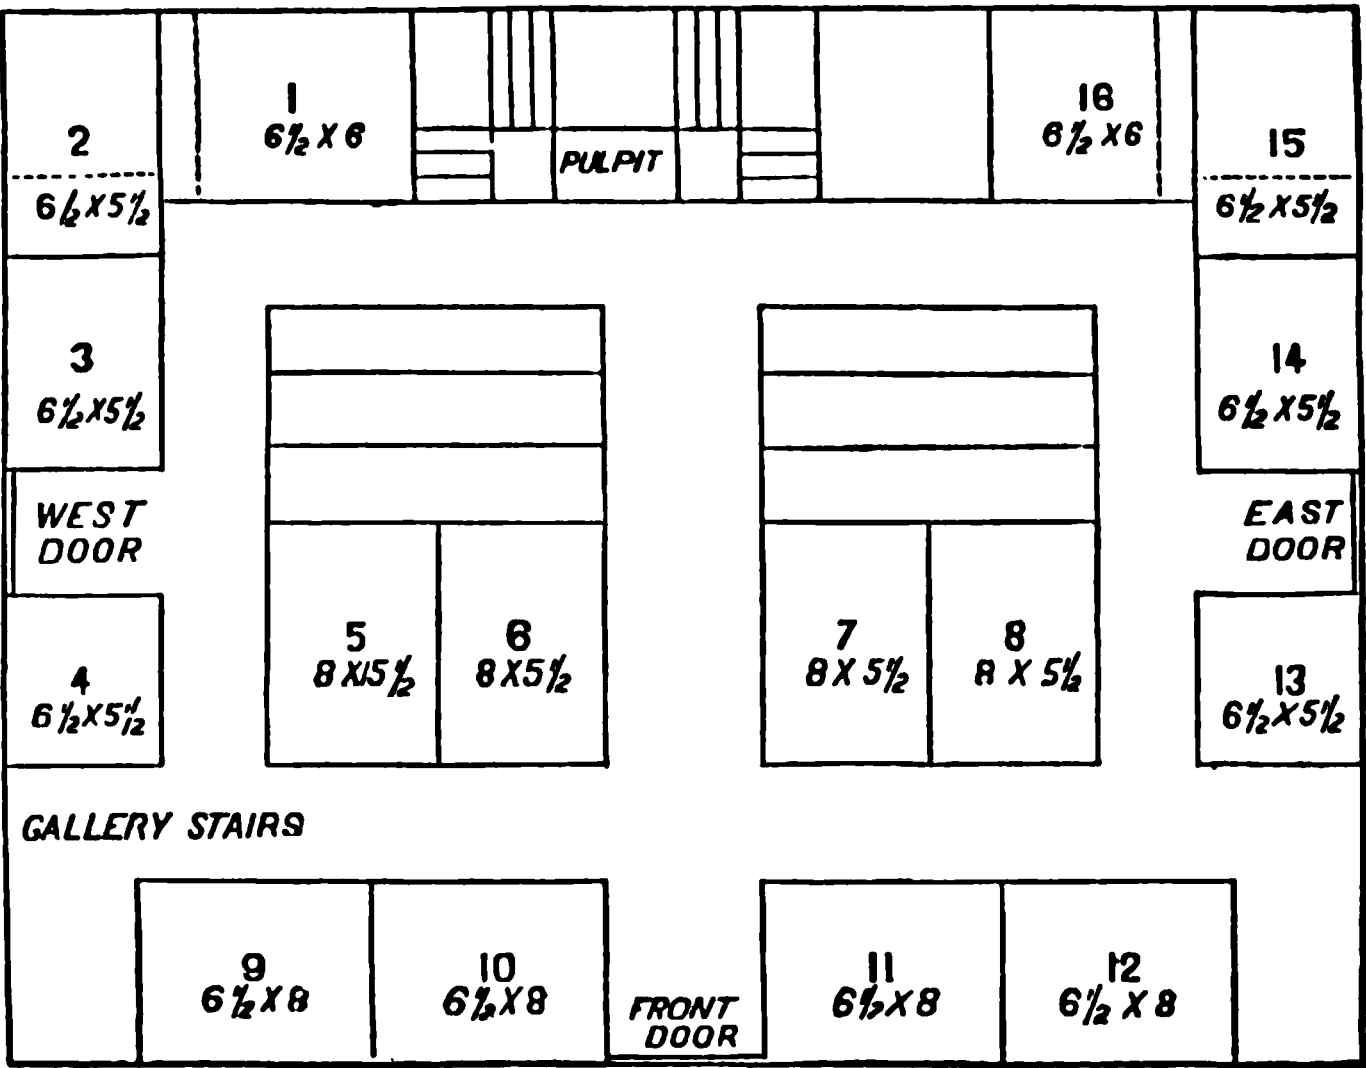 1
6½ X 6
16
6½ X 6
2
6½ X 5½
15
6½ X 5½
PULPIT
3
6½ X 5½
14
6½ X 5½
WEST
DOOR
EAST
DOOR
5
8 X 15½
6
8 X 5½
7
8 X 5½
8
8 X 5½
4
6½ X 5½
13
6½ X 5½
GALLERY STAIRS
9
6½ X 8
10
6½ X 8
11
6½ X 8
12
6½ X 8
FRONT
DOOR